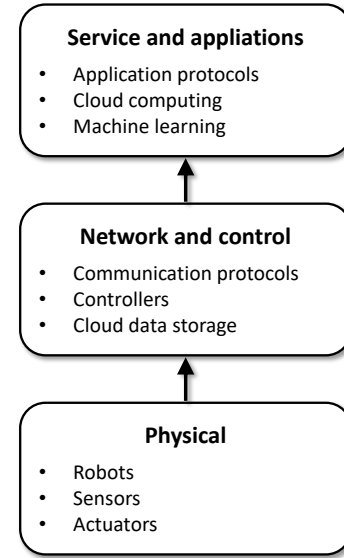 Service and appliations
• Application protocols
• Cloud computing
• Machine learning
Network and control
• Communication protocols
• Controllers
• Cloud data storage
Physical
• Robots
• Sensors
• Actuators